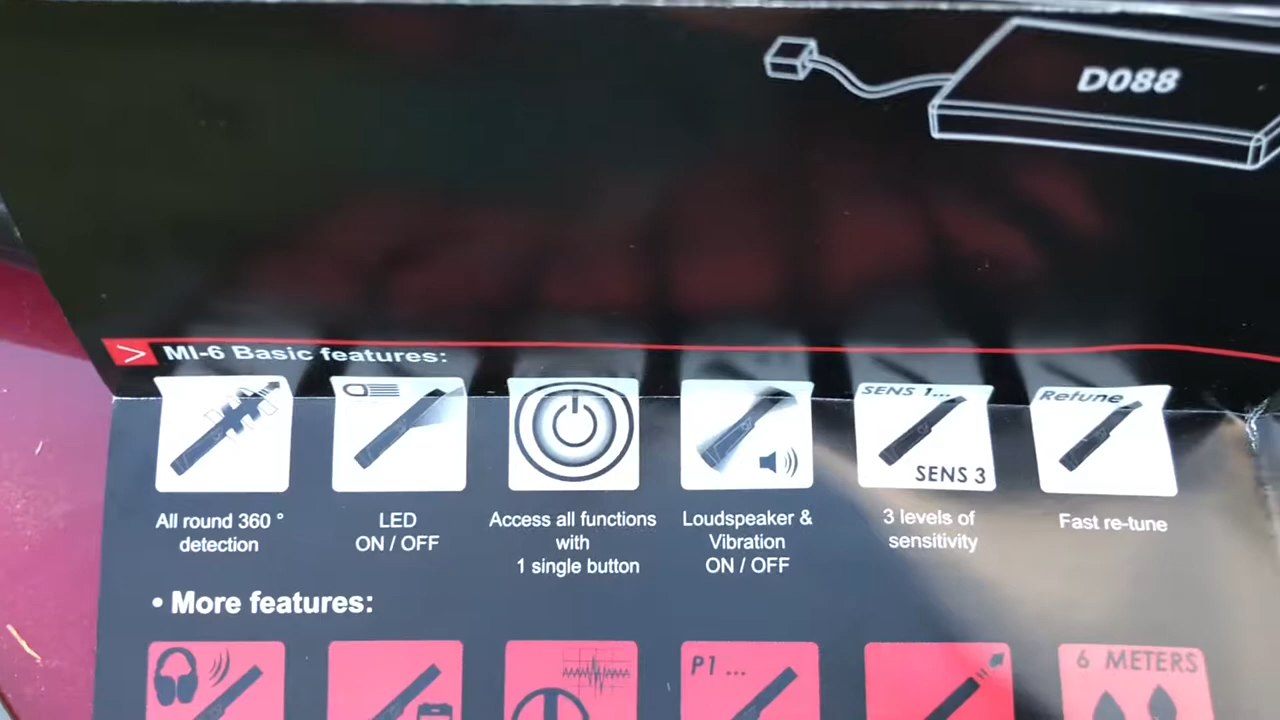 D088
MI-6 Basic features:
SENS 1...
SENS 3
Retune
All round 360 °
detection
LED
ON / OFF
Access all functions
with
1 single button
Loudspeaker &
Vibration
ON / OFF
3 levels of
sensitivity
Fast re-tune
• More features:
P1 ...
6 METERS